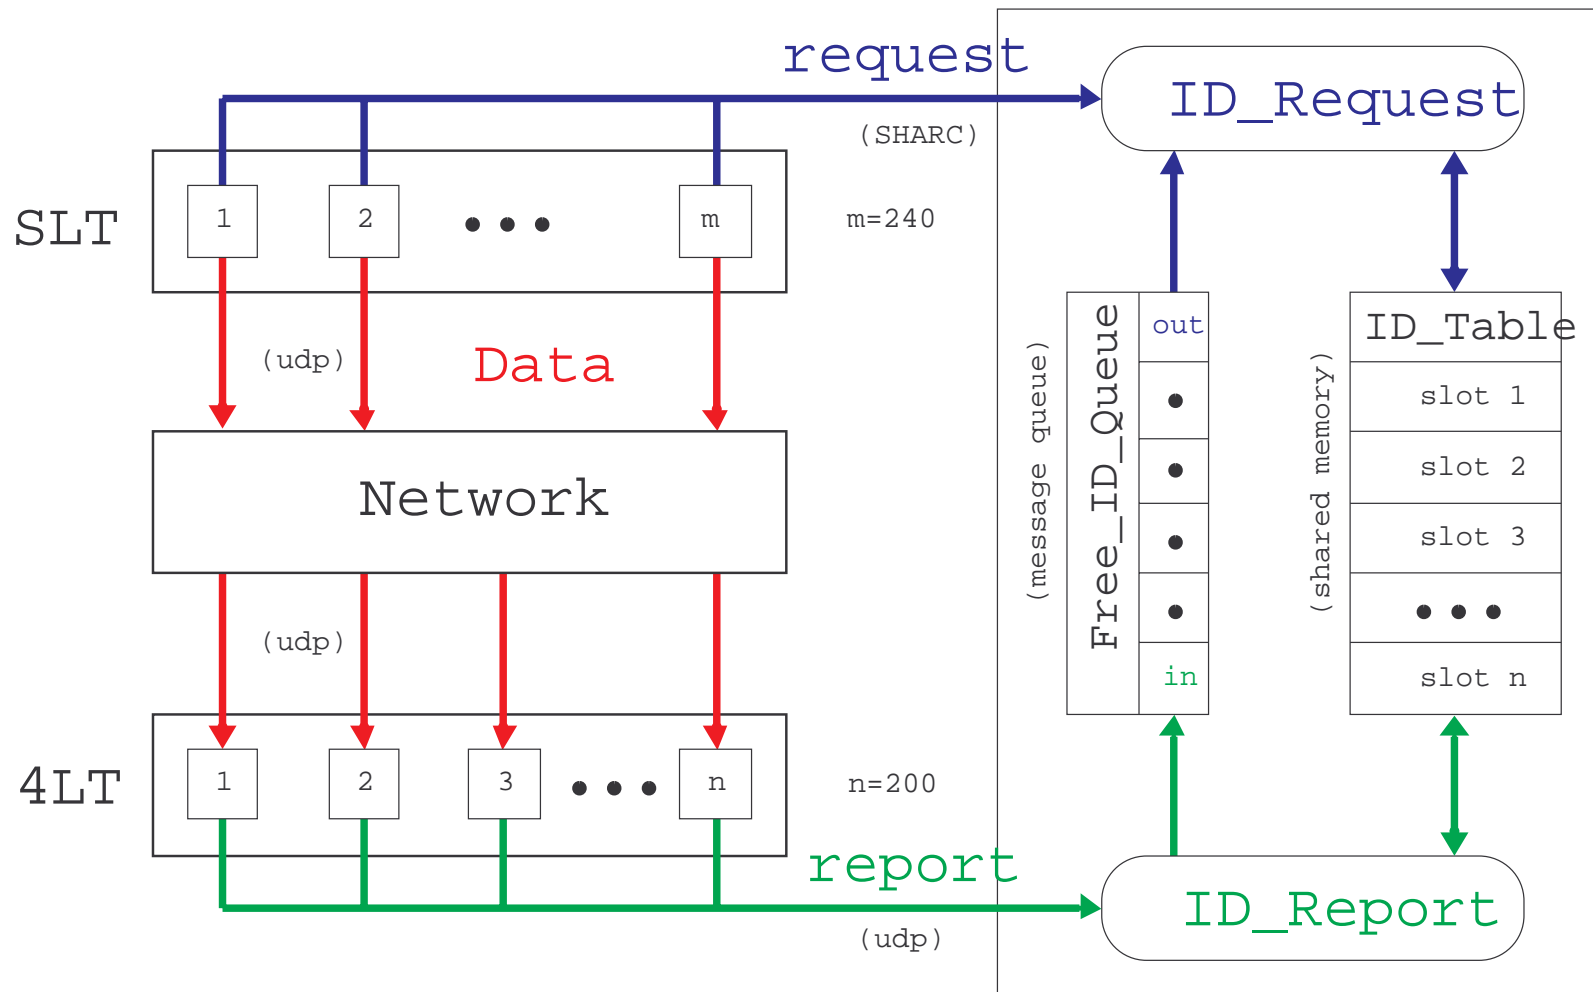 request
ID_Request
(SHARC)
SLT
1
2
m
m=240
(udp)
Data
Network
(udp)
4LT
1
2
3
n
n=200
report
(udp)
ID_Report
(message queue)
Free_ID_Queue
out
in
(shared memory)
ID_Table
slot 1
slot 2
slot 3
slot n